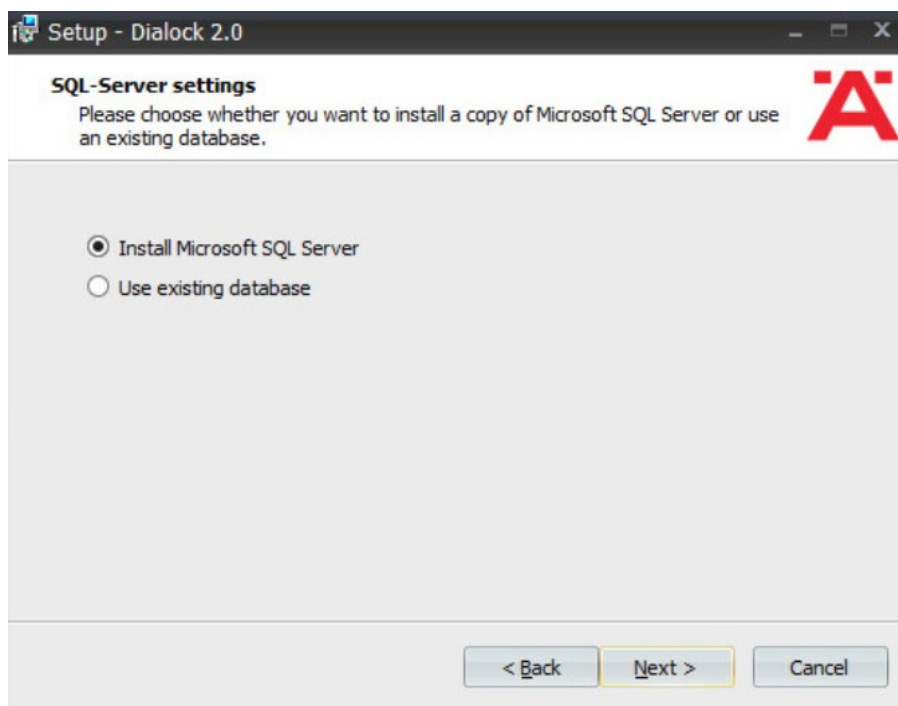 Setup - Dialock 2.0
SQL-Server settings
Please choose whether you want to install a copy of Microsoft SQL Server or use
an existing database.
Install Microsoft SQL Server
Use existing database
< Back
Next >
Cancel